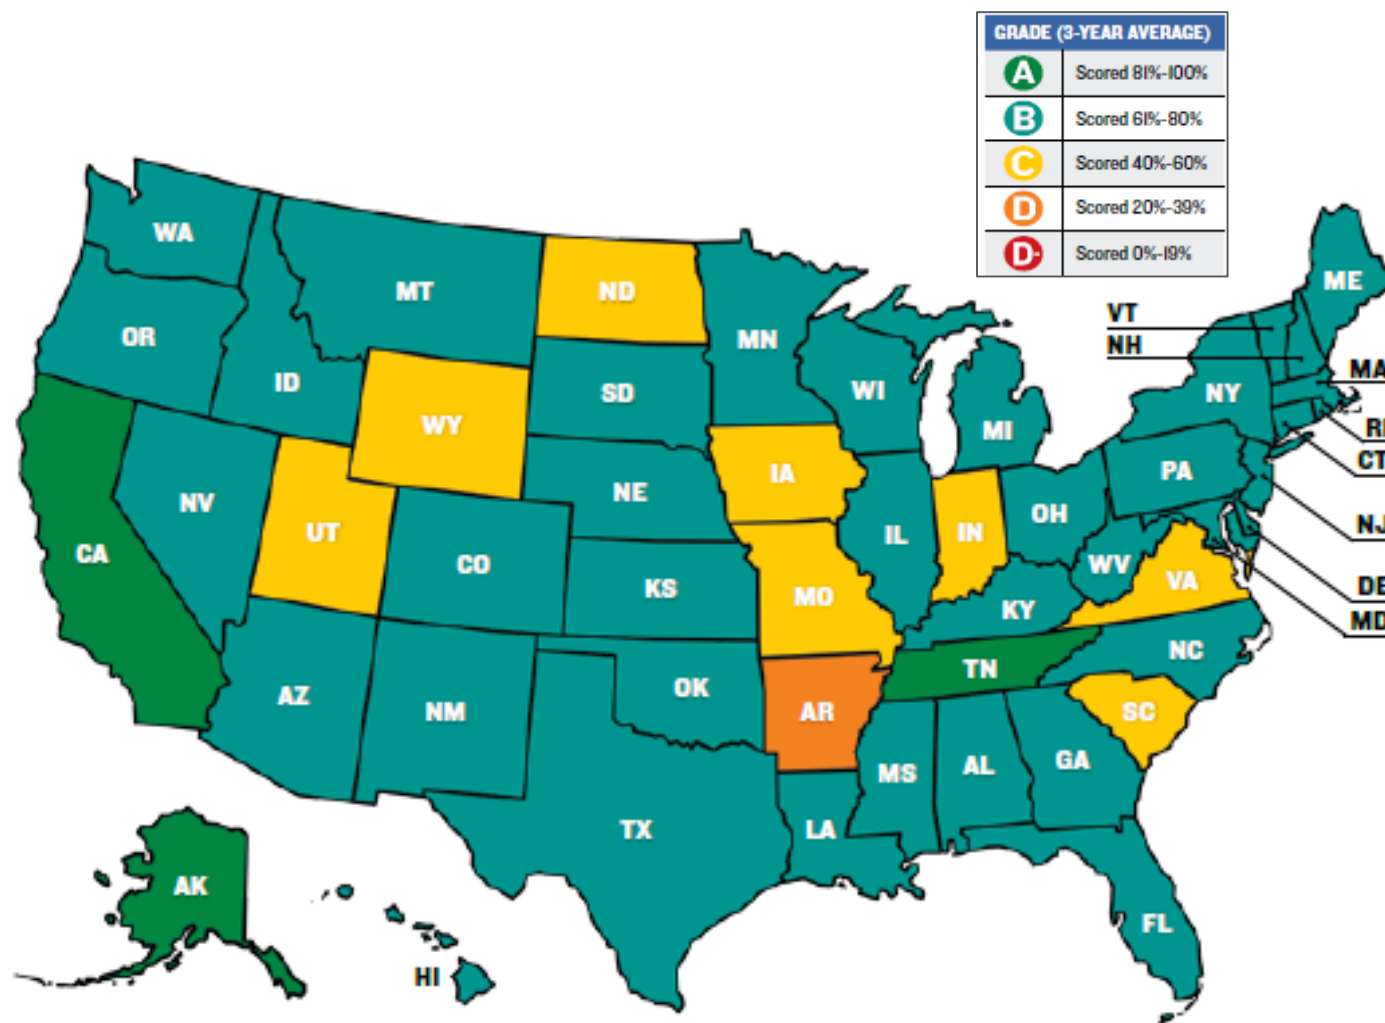 GRADE (3-YEAR AVERAGE)
A Scored 81%-100%
B Scored 61%-80%
C Scored 40%-60%
D Scored 20%-39%
D- Scored 0%-19%
WA
MT
ND
MN
ME
VT
NH
OR
ID
SD
WI
MI
NY
MA
RI
CT
WY
IA
PA
NV
UT
NE
IL
IN
OH
NJ
CA
CO
KS
MO
WV
VA
DE
KY
MD
AZ
NM
OK
AR
TN
NC
SC
MS
AL
GA
TX
LA
AK
HI
FL